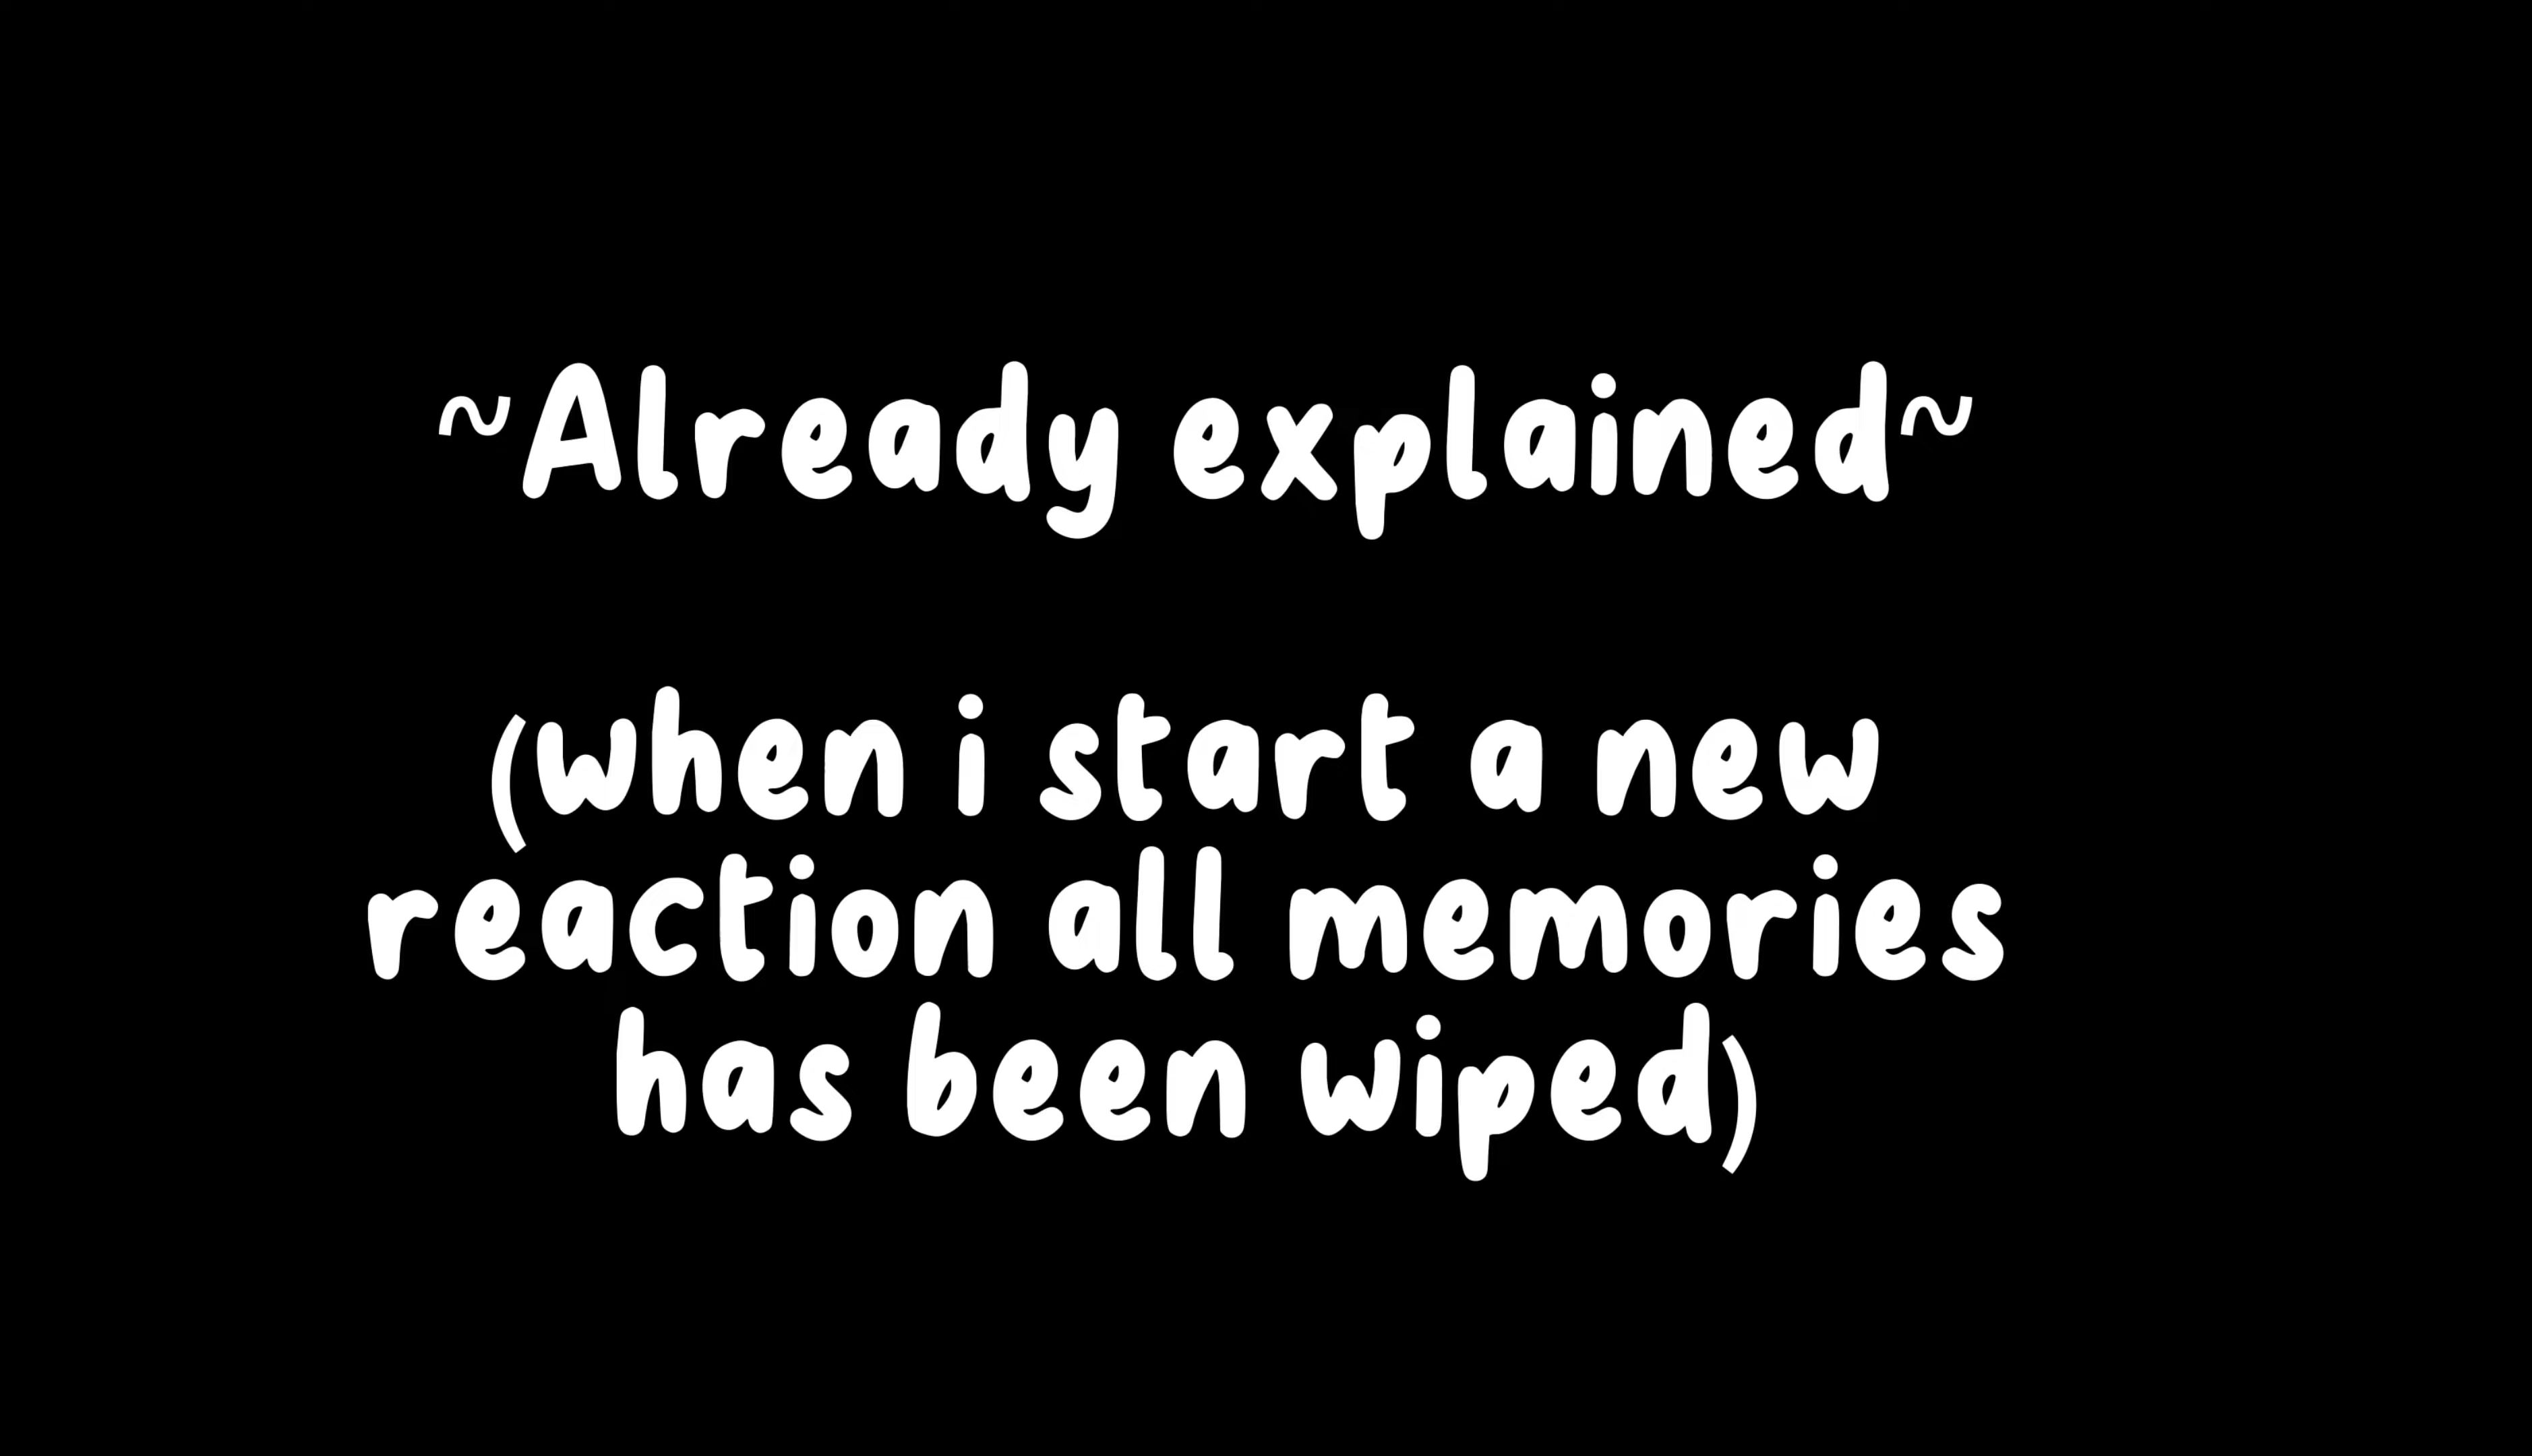 ~Already explained~
(when i start a new
reaction all memories
has been wiped)